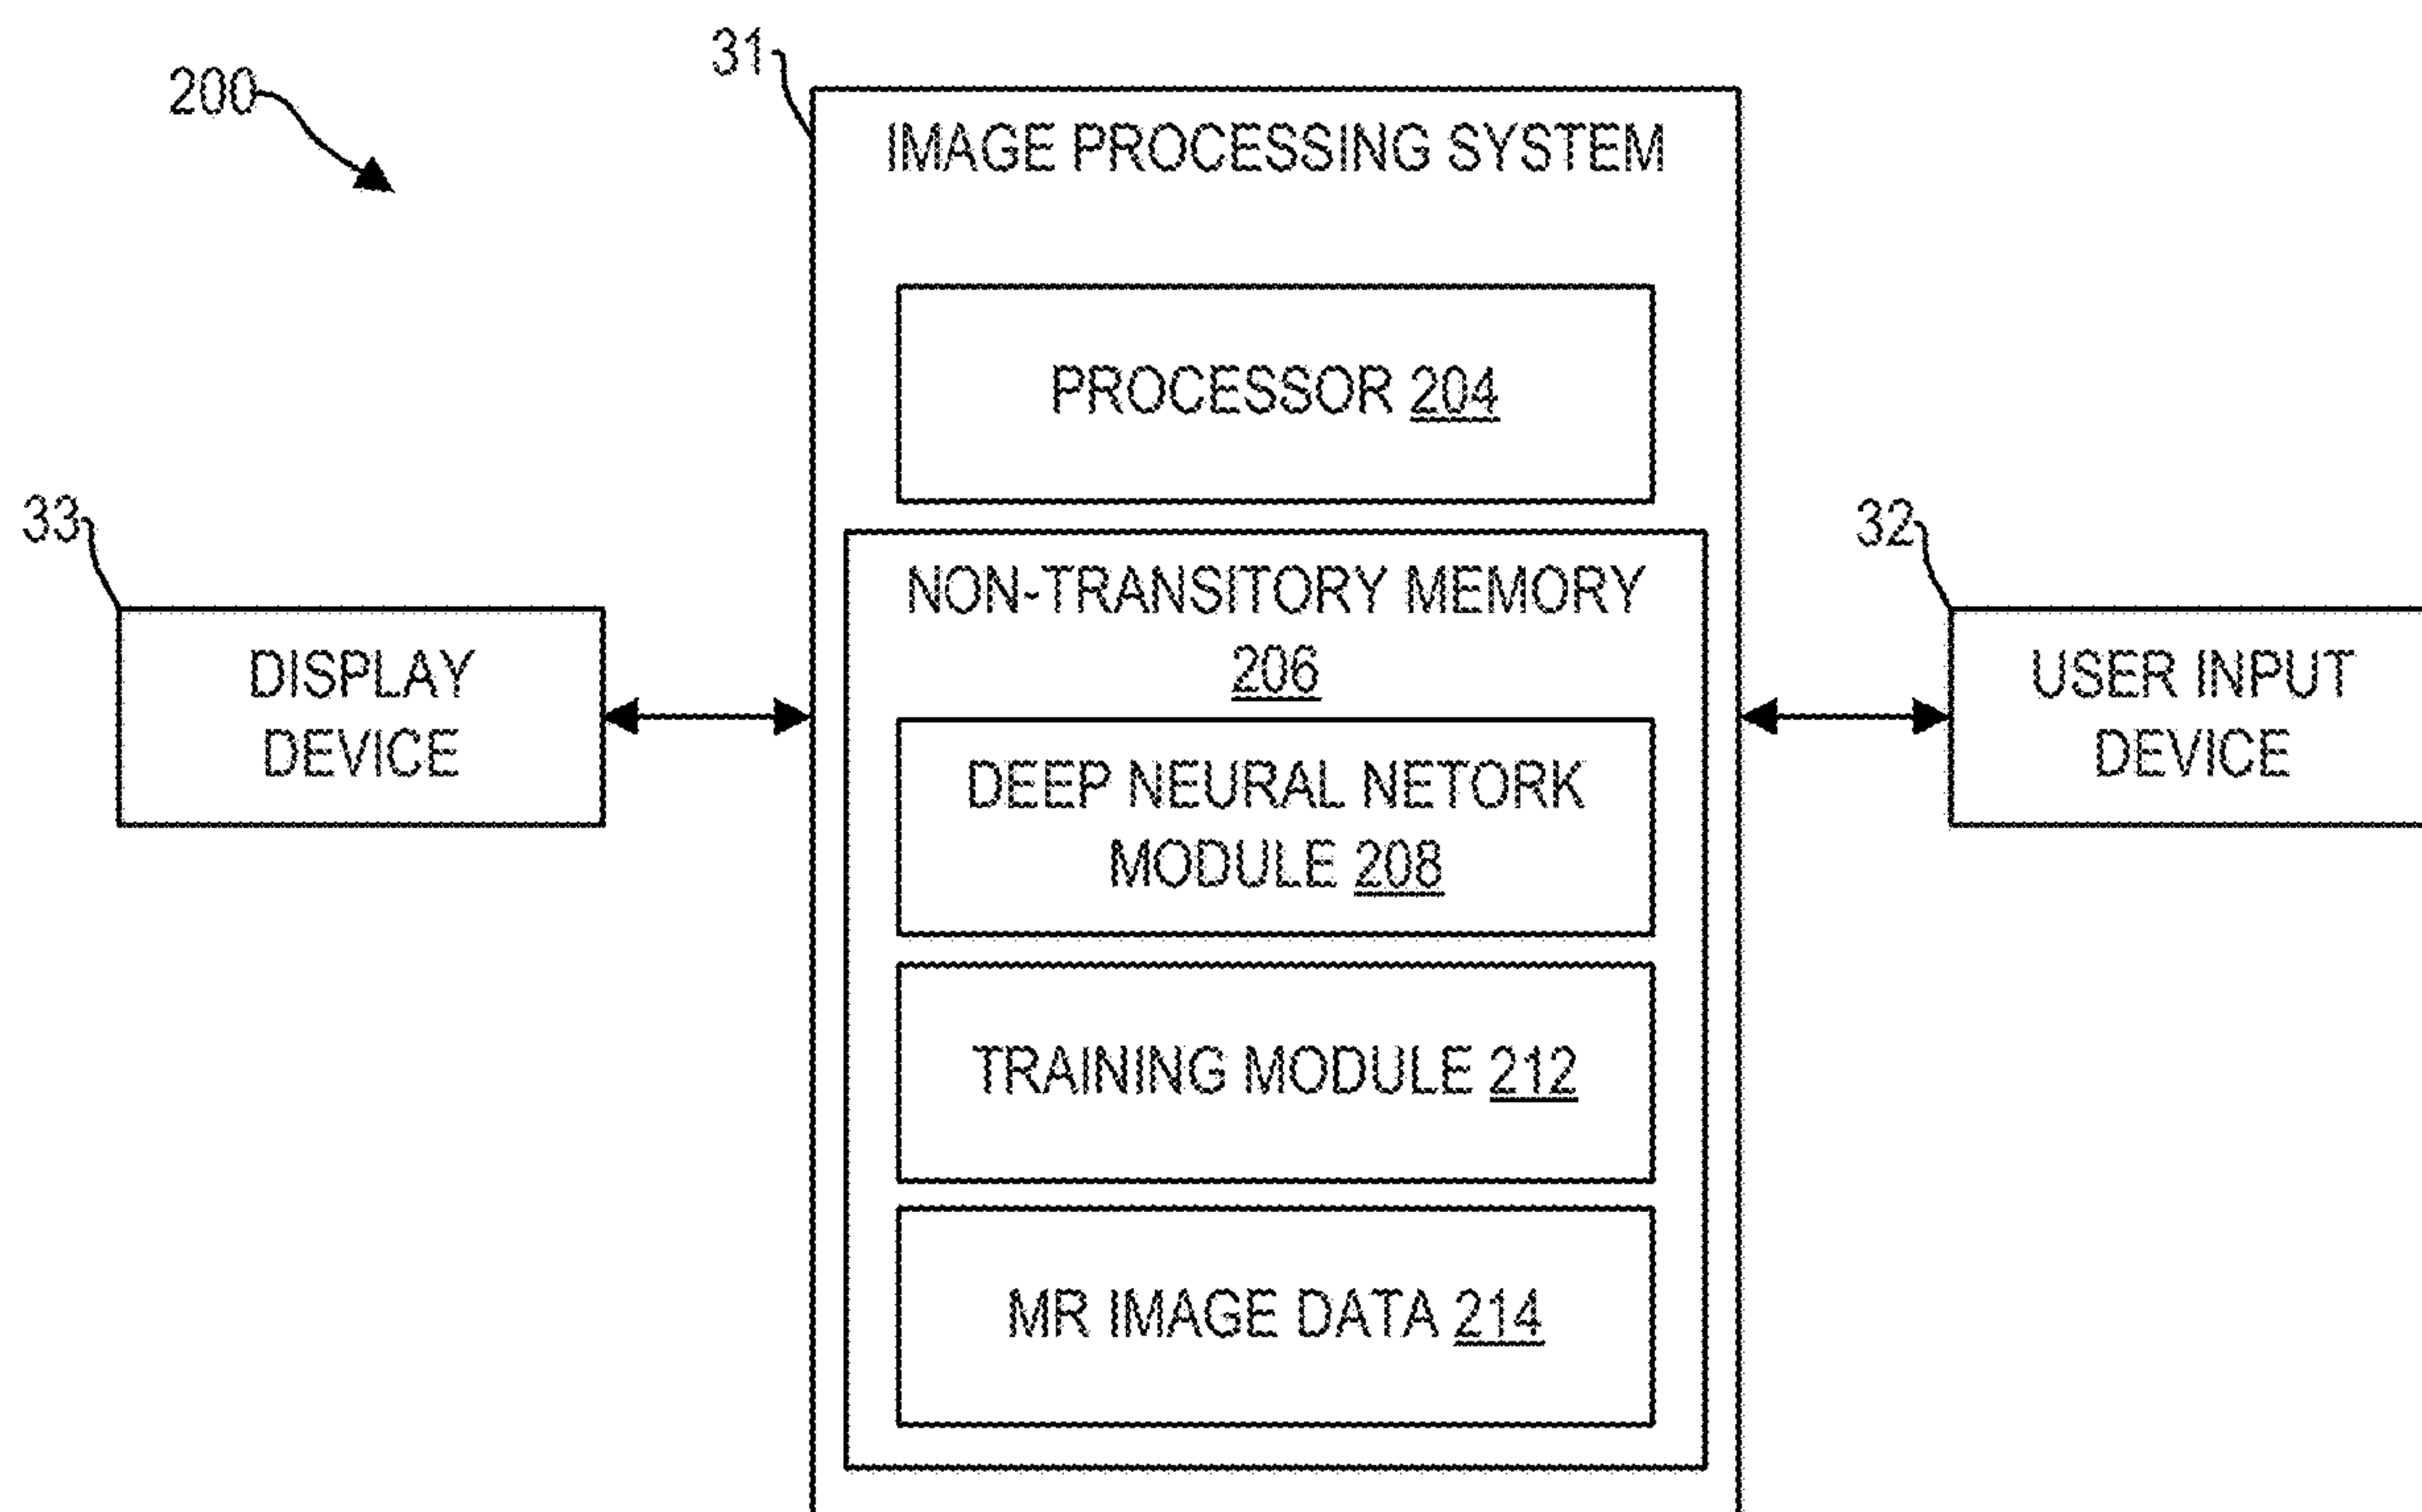 200
31
IMAGE PROCESSING SYSTEM
PROCESSOR 204
33
32
NON-TRANSITORY MEMORY
206
DISPLAY
DEVICE
USER INPUT
DEVICE
DEEP NEURAL NETORK
MODULE 208
TRAINING MODULE 212
MR IMAGE DATA 214